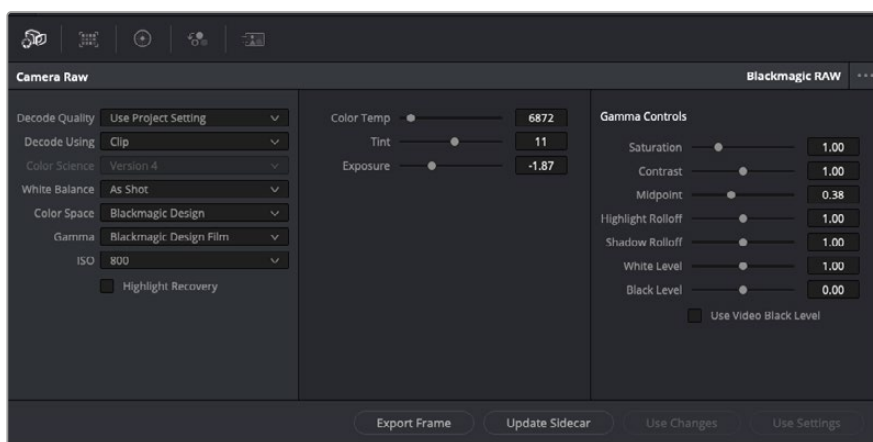 Camera Raw
Blackmagic RAW
Decode Quality Use Project Setting
Decode Using Clip
Color Science Version 4
White Balance As Shot
Color Space Blackmagic Design
Gamma Blackmagic Design Film
ISO 800
Highlight Recovery
Color Temp 6872
Tint 11
Exposure -1.87
Gamma Controls
Saturation 1.00
Contrast 1.00
Midpoint 0.38
Highlight Rolloff 1.00
Shadow Rolloff 1.00
White Level 1.00
Black Level 0.00
Use Video Black Level
Export Frame
Update Sidecar
Use Changes
Use Settings